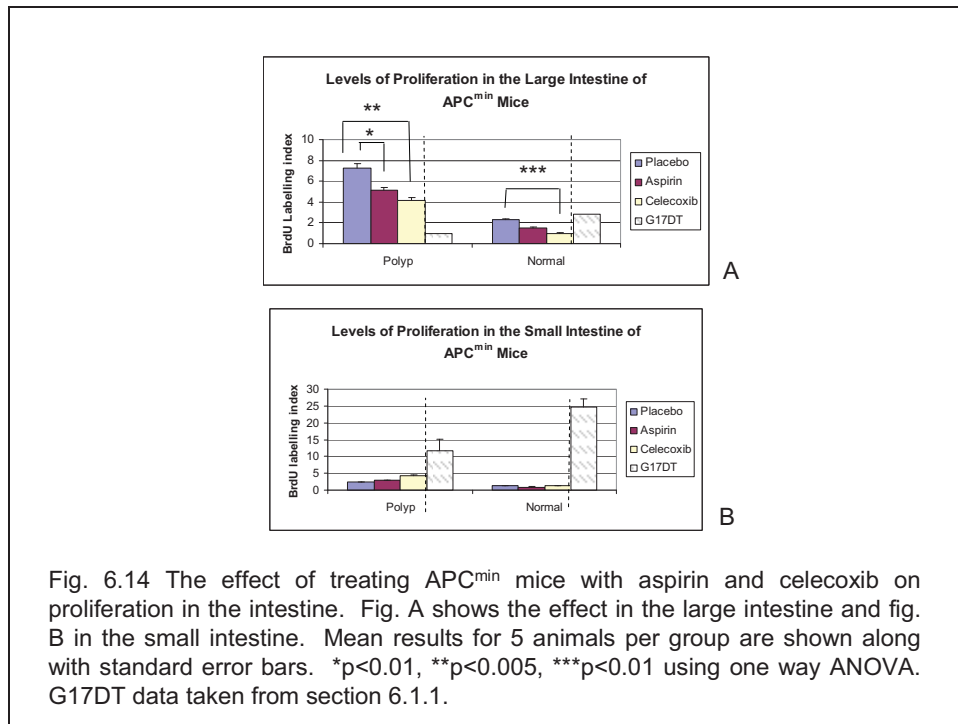 Levels of Proliferation in the Large Intestine of
APCmin Mice
**
*
***
BrdU Labelling index
10
8
6
4
2
0
Polyp
Normal
Placebo
Aspirin
Celecoxib
G17DT
A
Levels of Proliferation in the Small Intestine of
APCmin Mice
BrdU labelling index
30
25
20
15
10
5
0
Polyp
Normal
Placebo
Aspirin
Celecoxib
G17DT
B
Fig. 6.14 The effect of treating APCmin mice with aspirin and celecoxib on
proliferation in the intestine. Fig. A shows the effect in the large intestine and fig.
B in the small intestine. Mean results for 5 animals per group are shown along
with standard error bars. *p<0.01, **p<0.005, ***p<0.01 using one way ANOVA.
G17DT data taken from section 6.1.1.